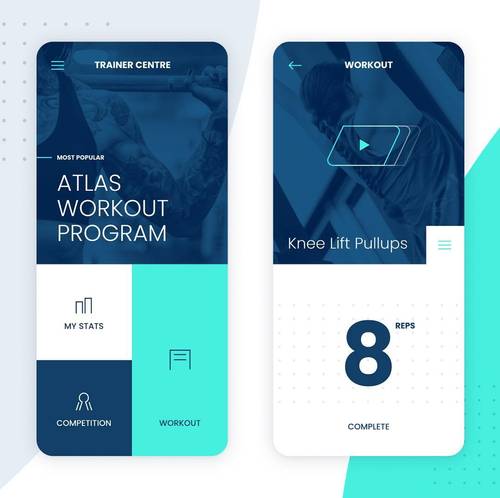 TRAINER CENTRE
MOST POPULAR
ATLAS
WORKOUT
PROGRAM
MY STATS
COMPETITION
WORKOUT
WORKOUT
Knee Lift Pullups
8 REPS
COMPLETE